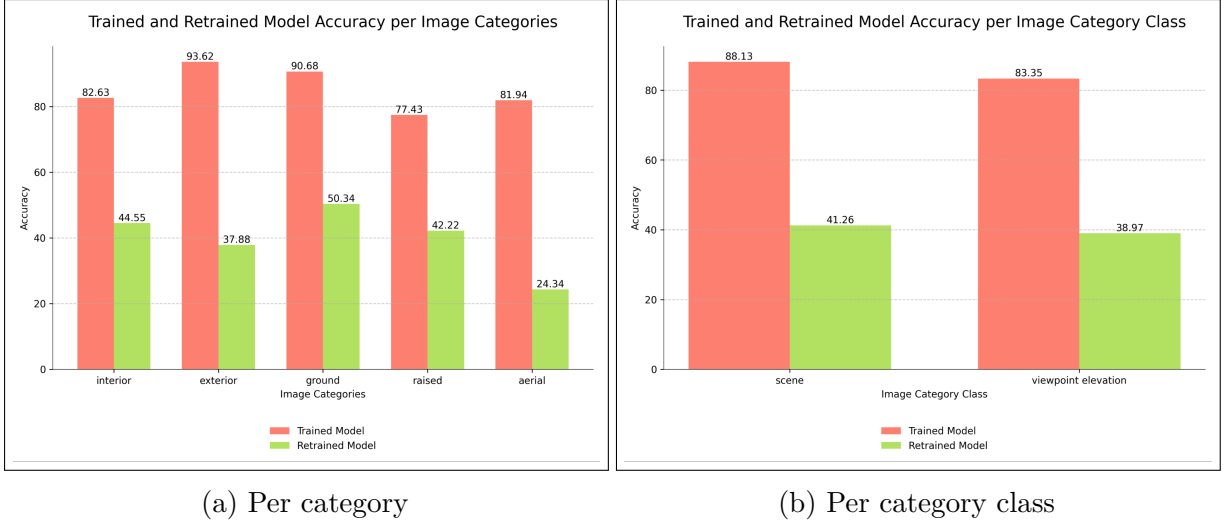 Trained and Retrained Model Accuracy per Image Categories
93.62
90.68
82.63
81.94
77.43
50.34
44.55
42.22
37.88
24.34
80
60
40
20
0
Accuracy
interior exterior ground raised aerial
Image Categories
Trained Model
Retrained Model
(a) Per category
Trained and Retrained Model Accuracy per Image Category Class
88.13
83.35
41.26
38.97
80
60
40
20
0
Accuracy
scene viewpoint elevation
Image Category Class
Trained Model
Retrained Model
(b) Per category class